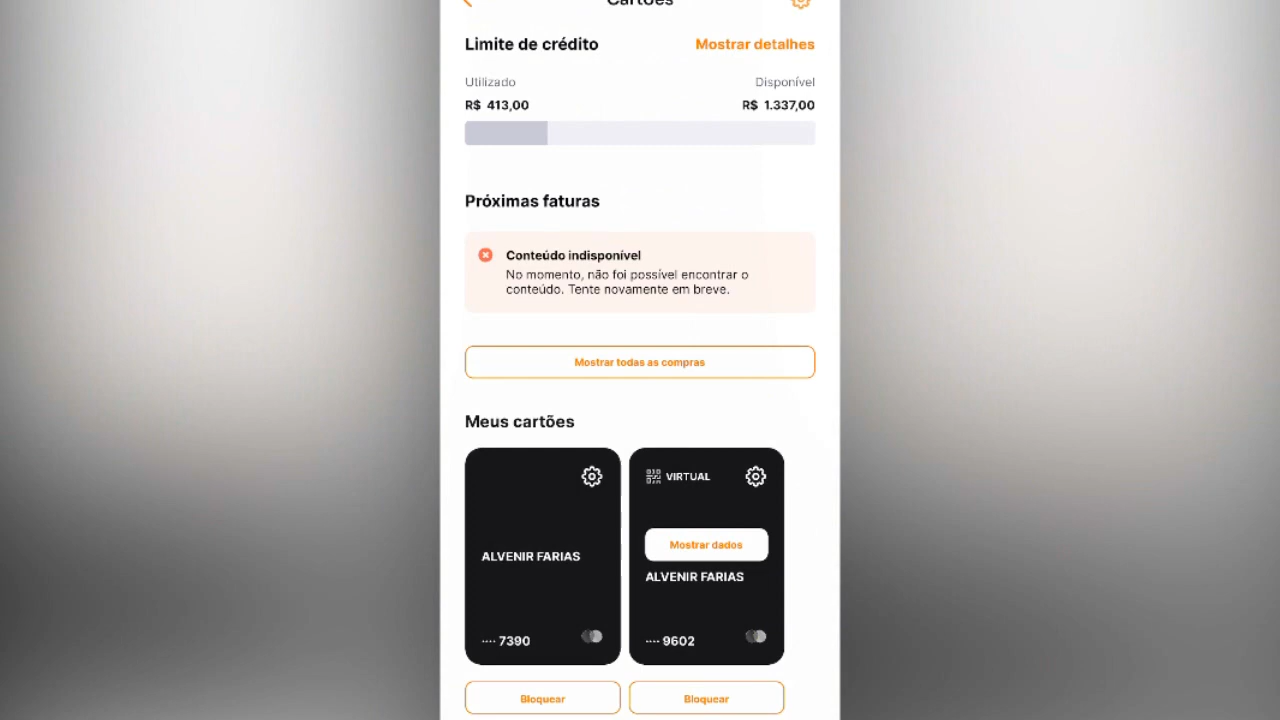 Cartões
Limite de crédito
Mostrar detalhes
Utilizado
Disponível
R$ 413,00
R$ 1.337,00
Próximas faturas
Conteúdo indisponível
No momento, não foi possível encontrar o
conteúdo. Tente novamente em breve.
Mostrar todas as compras
Meus cartões
ALVENIR FARIAS
···· 7390
VIRTUAL
Mostrar dados
ALVENIR FARIAS
···· 9602
Bloquear
Bloquear